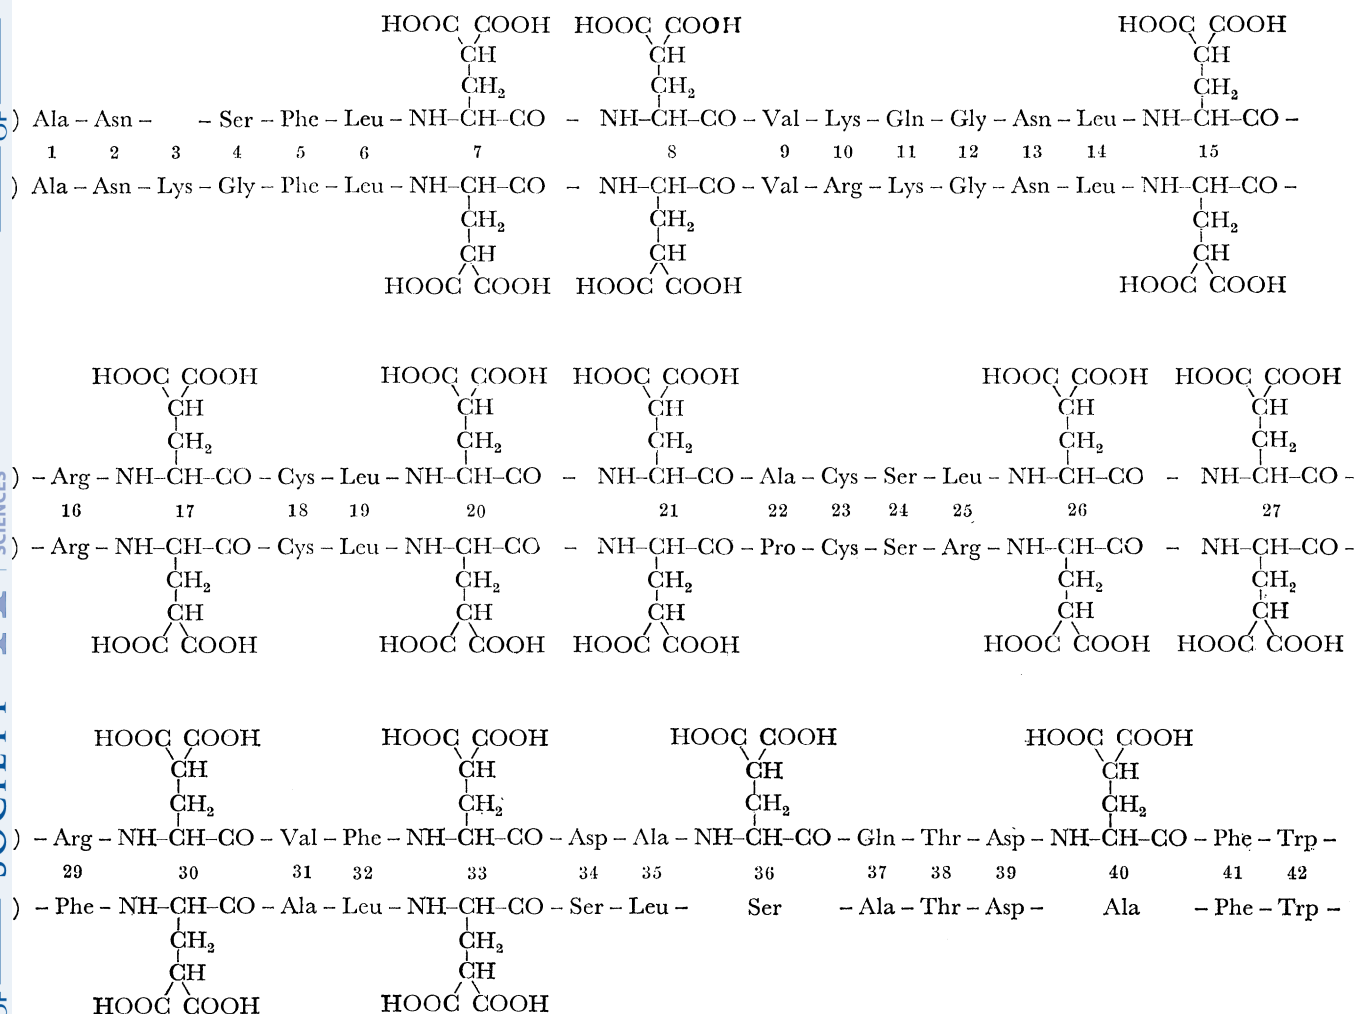 HOOC COOH HOOC COOH HOOC COOH
CH CH CH
CH₂ CH₂ CH₂
) Ala – Asn – – Ser – Phe – Leu – NH–CH–CO – NH–CH–CO – Val – Lys – Gln – Gly – Asn – Leu – NH–CH–CO –
1 2 3 4 5 6 7 8 9 10 11 12 13 14 15
) Ala – Asn – Lys – Gly – Phe – Leu – NH–CH–CO – NH–CH–CO – Val – Arg – Lys – Gly – Asn – Leu – NH–CH–CO –
CH₂ CH₂ CH₂
CH CH CH
HOOC COOH HOOC COOH HOOC COOH
HOOC COOH HOOC COOH HOOC COOH HOOC COOH HOOC COOH
CH CH CH CH CH
CH₂ CH₂ CH₂ CH₂ CH₂
) – Arg – NH–CH–CO – Cys – Leu – NH–CH–CO – NH–CH–CO – Ala – Cys – Ser – Leu – NH–CH–CO – NH–CH–CO –
16 17 18 19 20 21 22 23 24 25 26 27
) – Arg – NH–CH–CO – Cys – Leu – NH–CH–CO – NH–CH–CO – Pro – Cys – Ser – Arg – NH–CH–CO – NH–CH–CO –
CH₂ CH₂ CH₂ CH₂ CH₂
CH CH CH CH CH
HOOC COOH HOOC COOH HOOC COOH HOOC COOH HOOC COOH
HOOC COOH HOOC COOH HOOC COOH HOOC COOH
CH CH CH CH
CH₂ CH₂ CH₂ CH₂
) – Arg – NH–CH–CO – Val – Phe – NH–CH–CO – Asp – Ala – NH–CH–CO – Gln – Thr – Asp – NH–CH–CO – Phe – Trp –
29 30 31 32 33 34 35 36 37 38 39 40 41 42
) – Phe – NH–CH–CO – Ala – Leu – NH–CH–CO – Ser – Leu – Ser – Ala – Thr – Asp – Ala – Phe – Trp –
CH₂ CH₂
CH CH
HOOC COOH HOOC COOH
SOCIETY
SCIENCES
OF